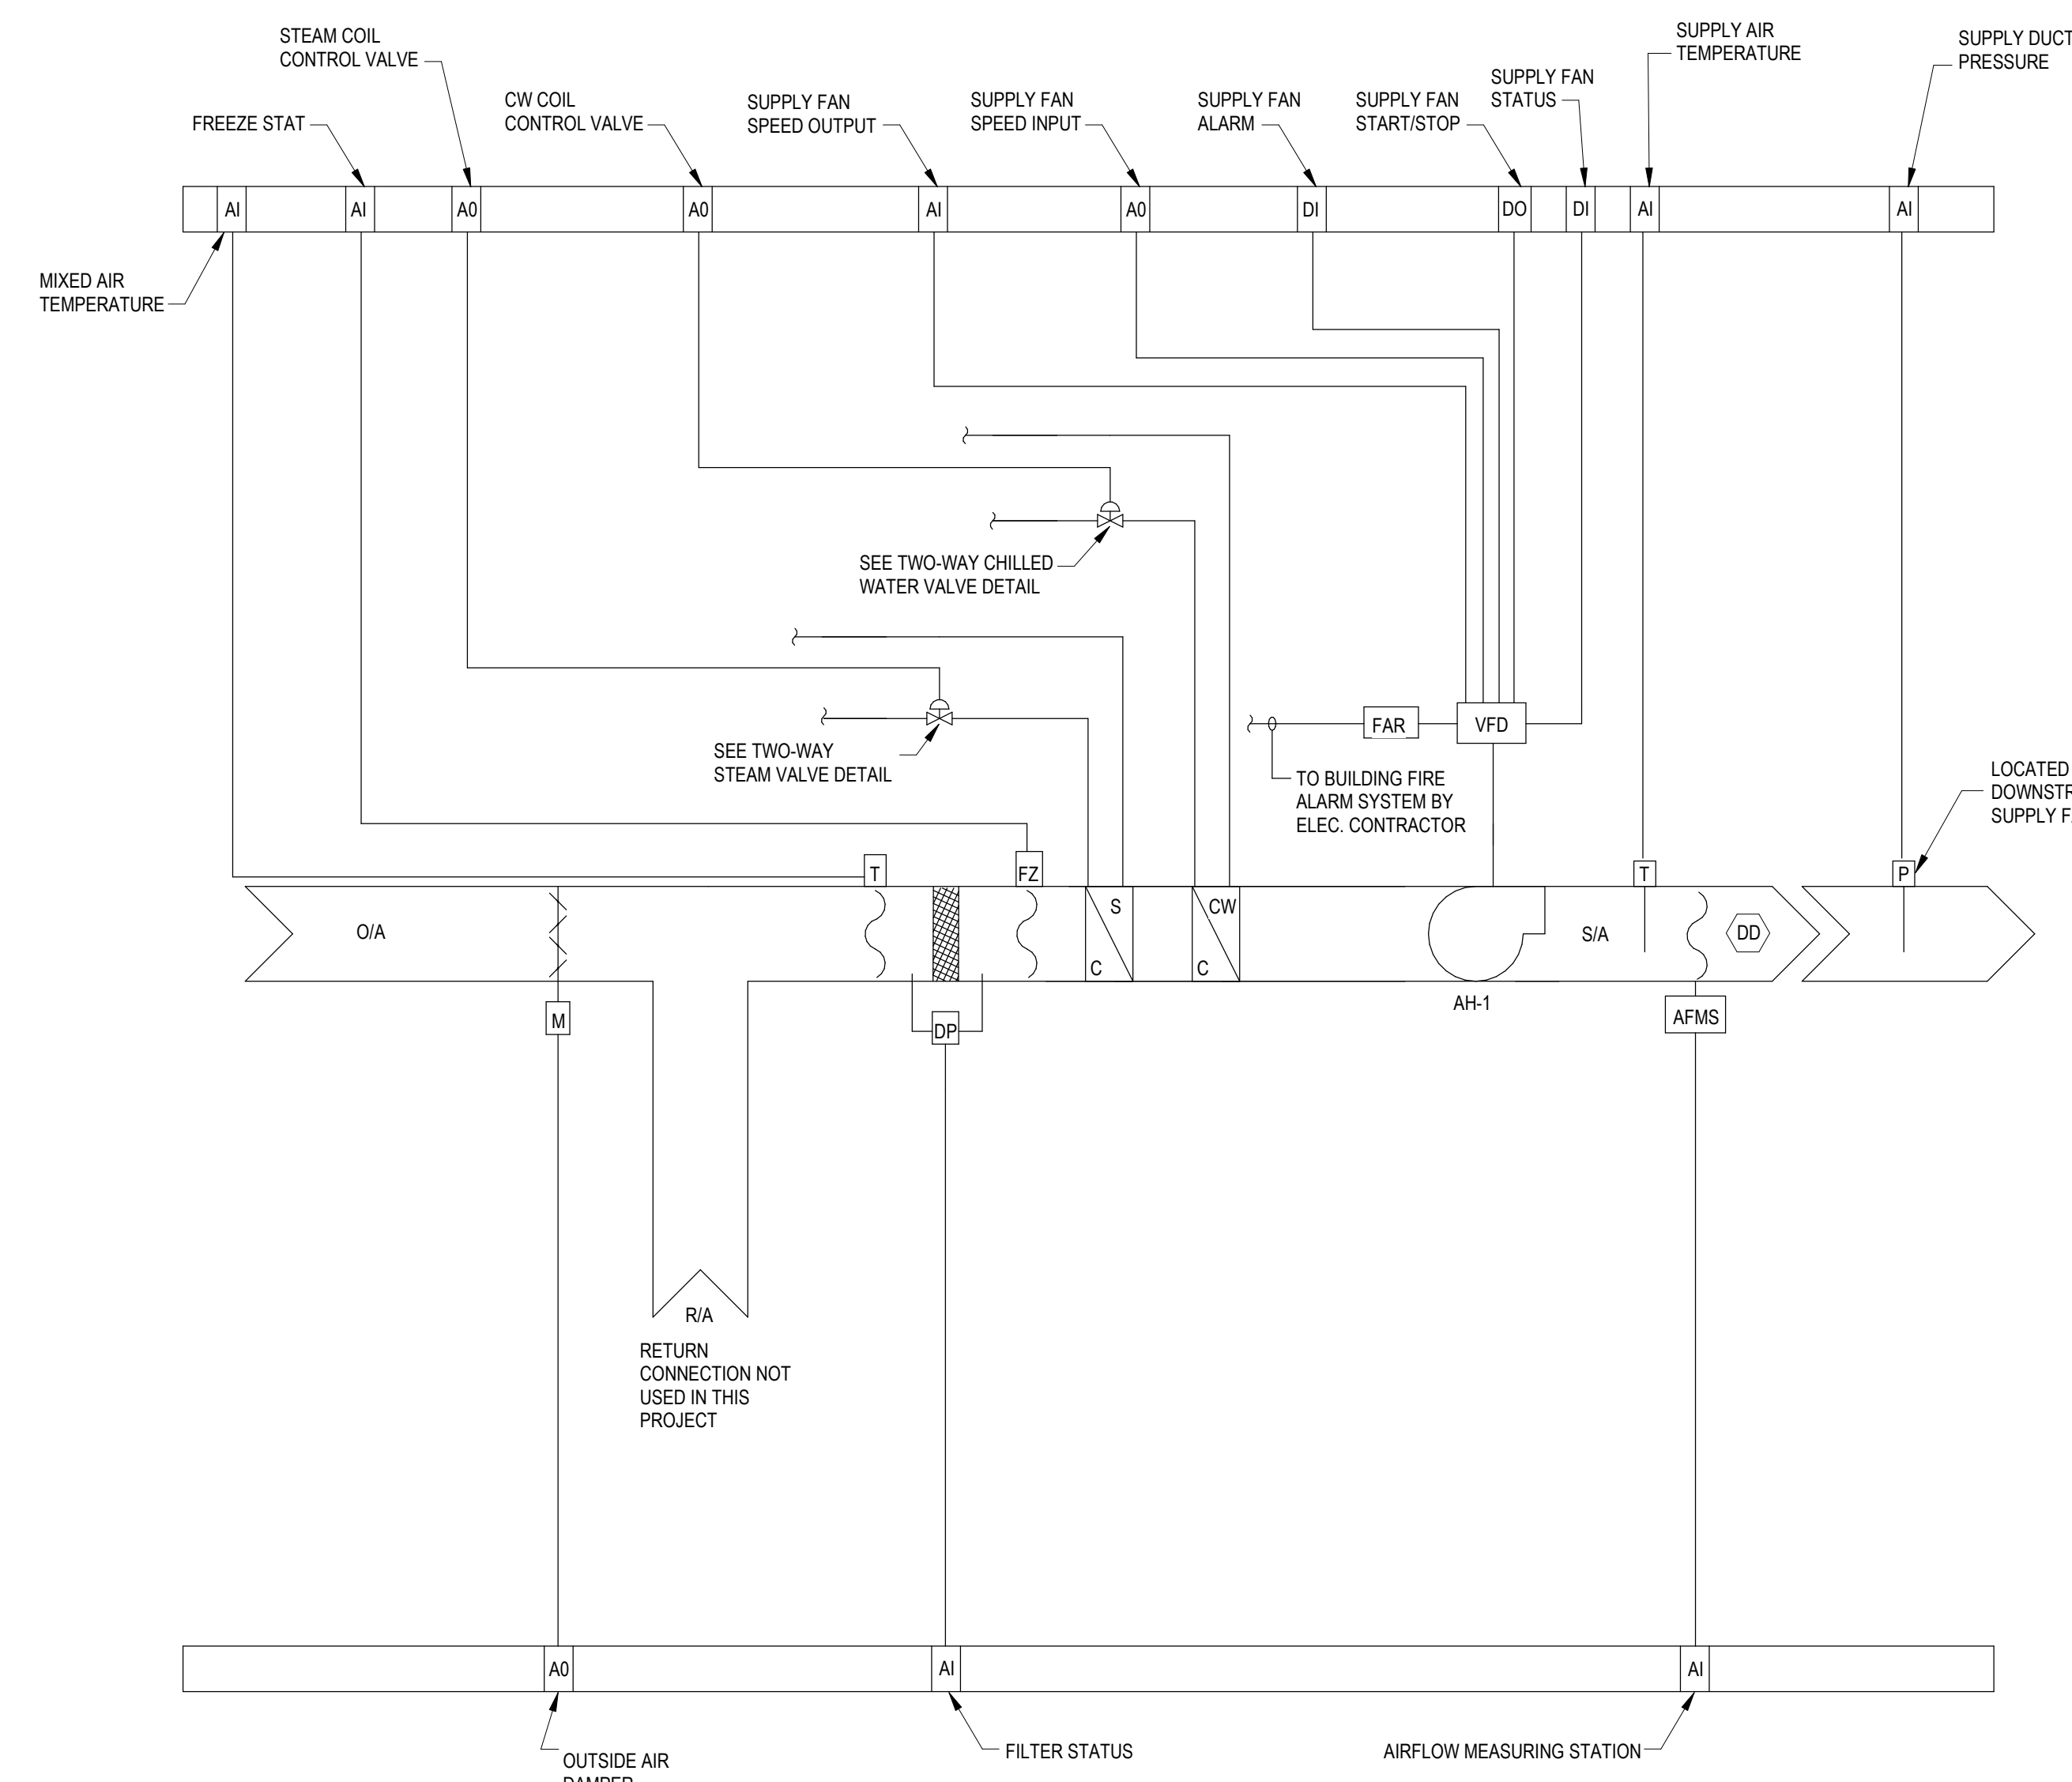 STEAM COIL
CONTROL VALVE
FREEZE STAT
CW COIL
CONTROL VALVE
SUPPLY FAN
SPEED OUTPUT
SUPPLY FAN
SPEED INPUT
SUPPLY FAN
ALARM
SUPPLY FAN
START/STOP
SUPPLY FAN
STATUS
SUPPLY AIR
TEMPERATURE
SUPPLY DUCT
PRESSURE
AI
AI
A0
A0
AI
A0
DI
DO
DI
AI
AI
MIXED AIR
TEMPERATURE
SEE TWO-WAY CHILLED
WATER VALVE DETAIL
SEE TWO-WAY
STEAM VALVE DETAIL
FAR
VFD
TO BUILDING FIRE
ALARM SYSTEM BY
ELEC. CONTRACTOR
LOCATED
DOWNSTR
SUPPLY F
T
FZ
T
P
O/A
S
C
CW
C
S/A
DD
AH-1
M
DP
AFMS
R/A
RETURN
CONNECTION NOT
USED IN THIS
PROJECT
A0
AI
AI
OUTSIDE AIR
DAMPER
FILTER STATUS
AIRFLOW MEASURING STATION